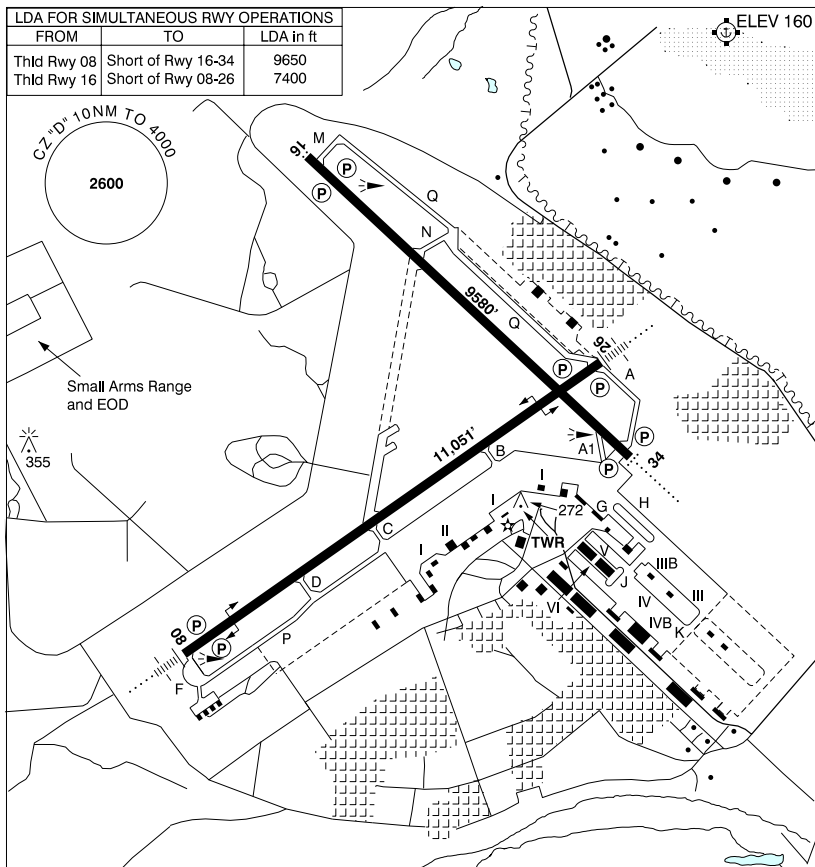 LDA FOR SIMULTANEOUS RWY OPERATIONS
FROM TO LDA in ft
Thld Rwy 08 Short of Rwy 16-34 9650
Thld Rwy 16 Short of Rwy 08-26 7400
ELEV 160
CZ "D" 10NM TO 4000
2600
16
M
P
P
Q
N
9580'
Q
26
A
P
P
Small Arms Range
and EOD
355
11,051'
B
A1
P
P
34
C
I
I
272
G
H
II
TWR
I
V
IIIB
J
III
D
VI
IV
IVB
K
P
08
P
P
F
T
T
T
T
T
T
T
T